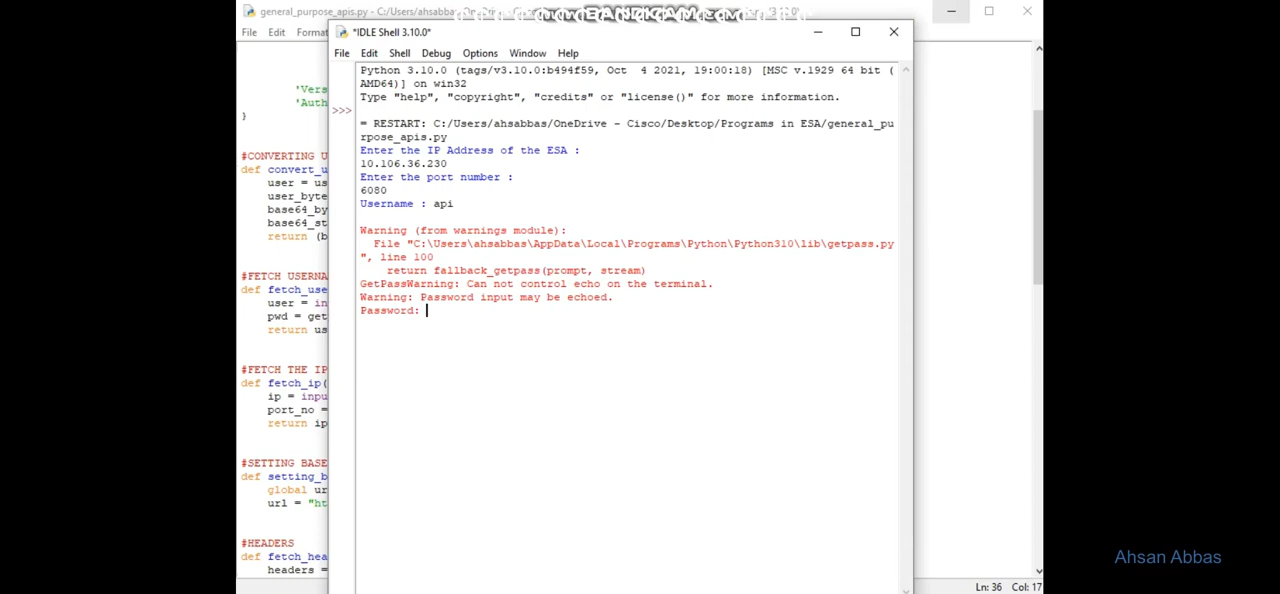 general_purpose_apis.py - C:/Users/ahsabbas/On
File Edit Format
*IDLE Shell 3.10.0*
File Edit Shell Debug Options Window Help
Python 3.10.0 (tags/v3.10.0:b494f59, Oct  4 2021, 19:00:18) [MSC v.1929 64 bit (
AMD64)] on win32
Type "help", "copyright", "credits" or "license()" for more information.
>>>
= RESTART: C:/Users/ahsabbas/OneDrive - Cisco/Desktop/Programs in ESA/general_pu
rpose_apis.py
Enter the IP Address of the ESA :
10.106.36.230
Enter the port number :
6080
Username : api
Warning (from warnings module):
File "C:\Users\ahsabbas\AppData\Local\Programs\Python\Python310\lib\getpass.py
", line 100
return fallback_getpass(prompt, stream)
GetPassWarning: Can not control echo on the terminal.
Warning: Password input may be echoed.
Password:
'Vers
'Auth
}
#CONVERTING U
def convert_u
user = us
user_byte
base64_by
base64_st
return (b
#FETCH USERNA
def fetch_use
user = in
pwd = get
return us
#FETCH THE IP
def fetch_ip(
ip = inpu
port_no =
return ip
#SETTING BASE
def setting_b
global ur
url = "ht
#HEADERS
def fetch_hea
headers =
Ahsan Abbas
Ln: 36 Col: 17